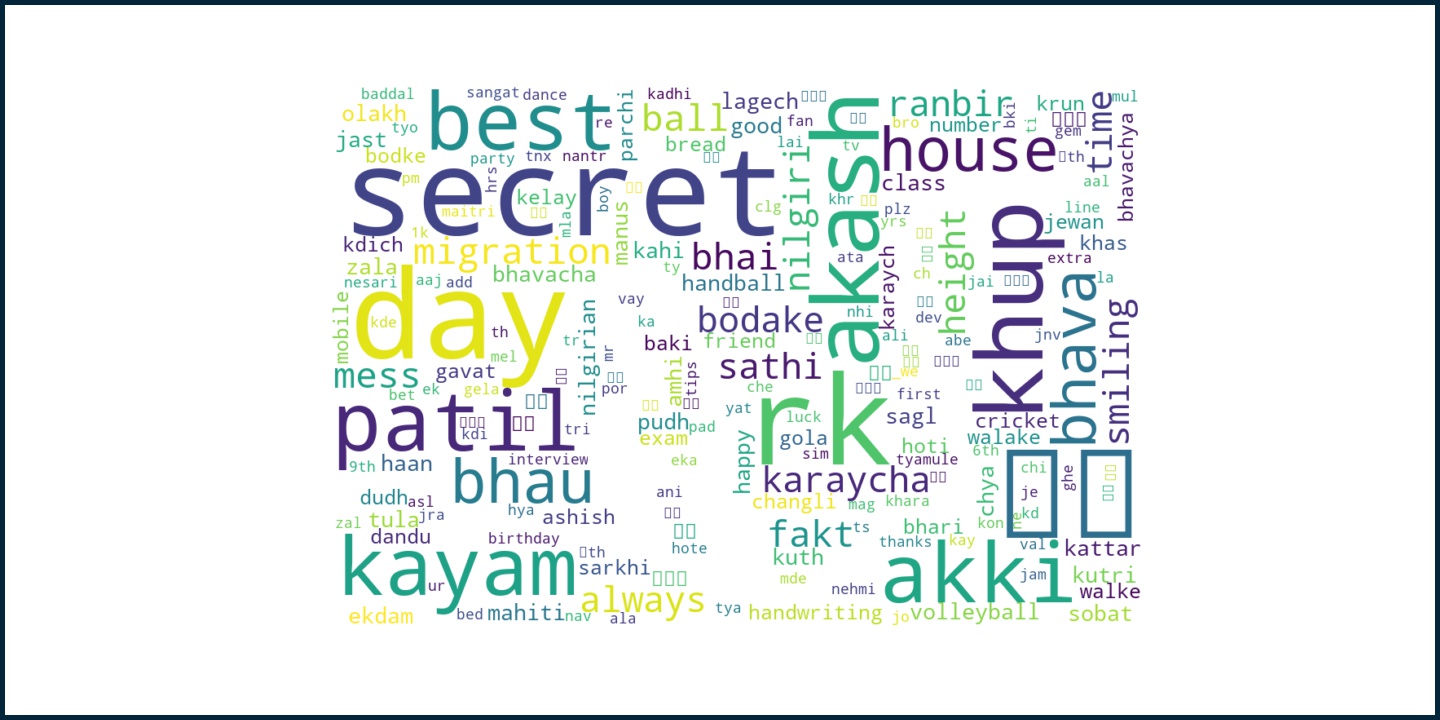 baddal
sangat
dance
kadhi
lagech
ranbir
krun
time
mul
olakh
tyo
best
re
parchi
ball
good
fan
akash
bro
number
bki
ti
gem
jast
bodke
party
tnx
nantr
bread
lai
tv
house
th
bhavachya
pm
secret
hrs
kelay
boy
class
aal
maitri
mla
manus
clg
nilgiri
khr
plz
yrs
height
khup
line
jewan
1k
kdich
migration
kahi
bhai
ata
karaych
khas
zala
nesari
aaj
add
bhavacha
ty
handball
ch
jai
extra
la
mobile
day
kde
th
mel
vay
ka
bodake
nhi
dev
bhava
smiling
tr
nilgirian
mr
baki
friend
ali
abe
jnv
mess
gavat
ek
bet
gela
por
amhi
tips
sathi
che
_we
first
patil
kdi
tri
pudh
pad
exam
yat
luck
rk
sagl
cricket
gola
sim
hoti
walake
6th
9th
haan
interview
eka
happy
tyamule
chi
je
kd
ne
ghe
bhau
karaycha
chya
dudh
asl
ani
changli
mag
khara
kon
zal
tula
jra
hya
ashish
fakt
ts
bhari
dandu
birthday
hote
thanks
kay
val
kattar
kayam
th
sarkhi
kuth
akki
jam
kutri
ur
mde
nehmi
walke
always
ekdam
bed
mahiti
nav
ala
tya
handwriting
jo
volleyball
sobat